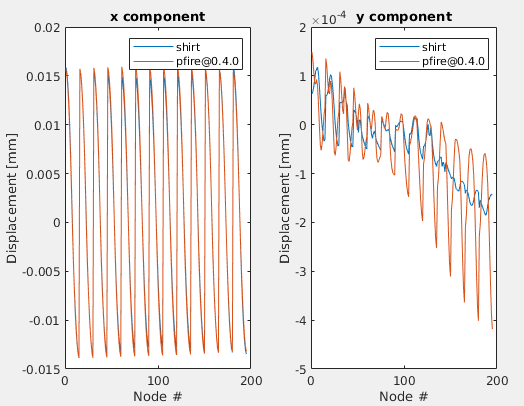 x component
0.02
0.015
0.01
0.005
0
-0.005
-0.01
-0.015
0
100
200
Displacement [mm]
Node #
shirt
pfire@0.4.0
×10-4
y component
2
1
0
-1
-2
-3
-4
-5
0
100
200
Displacement [mm]
Node #
shirt
pfire@0.4.0